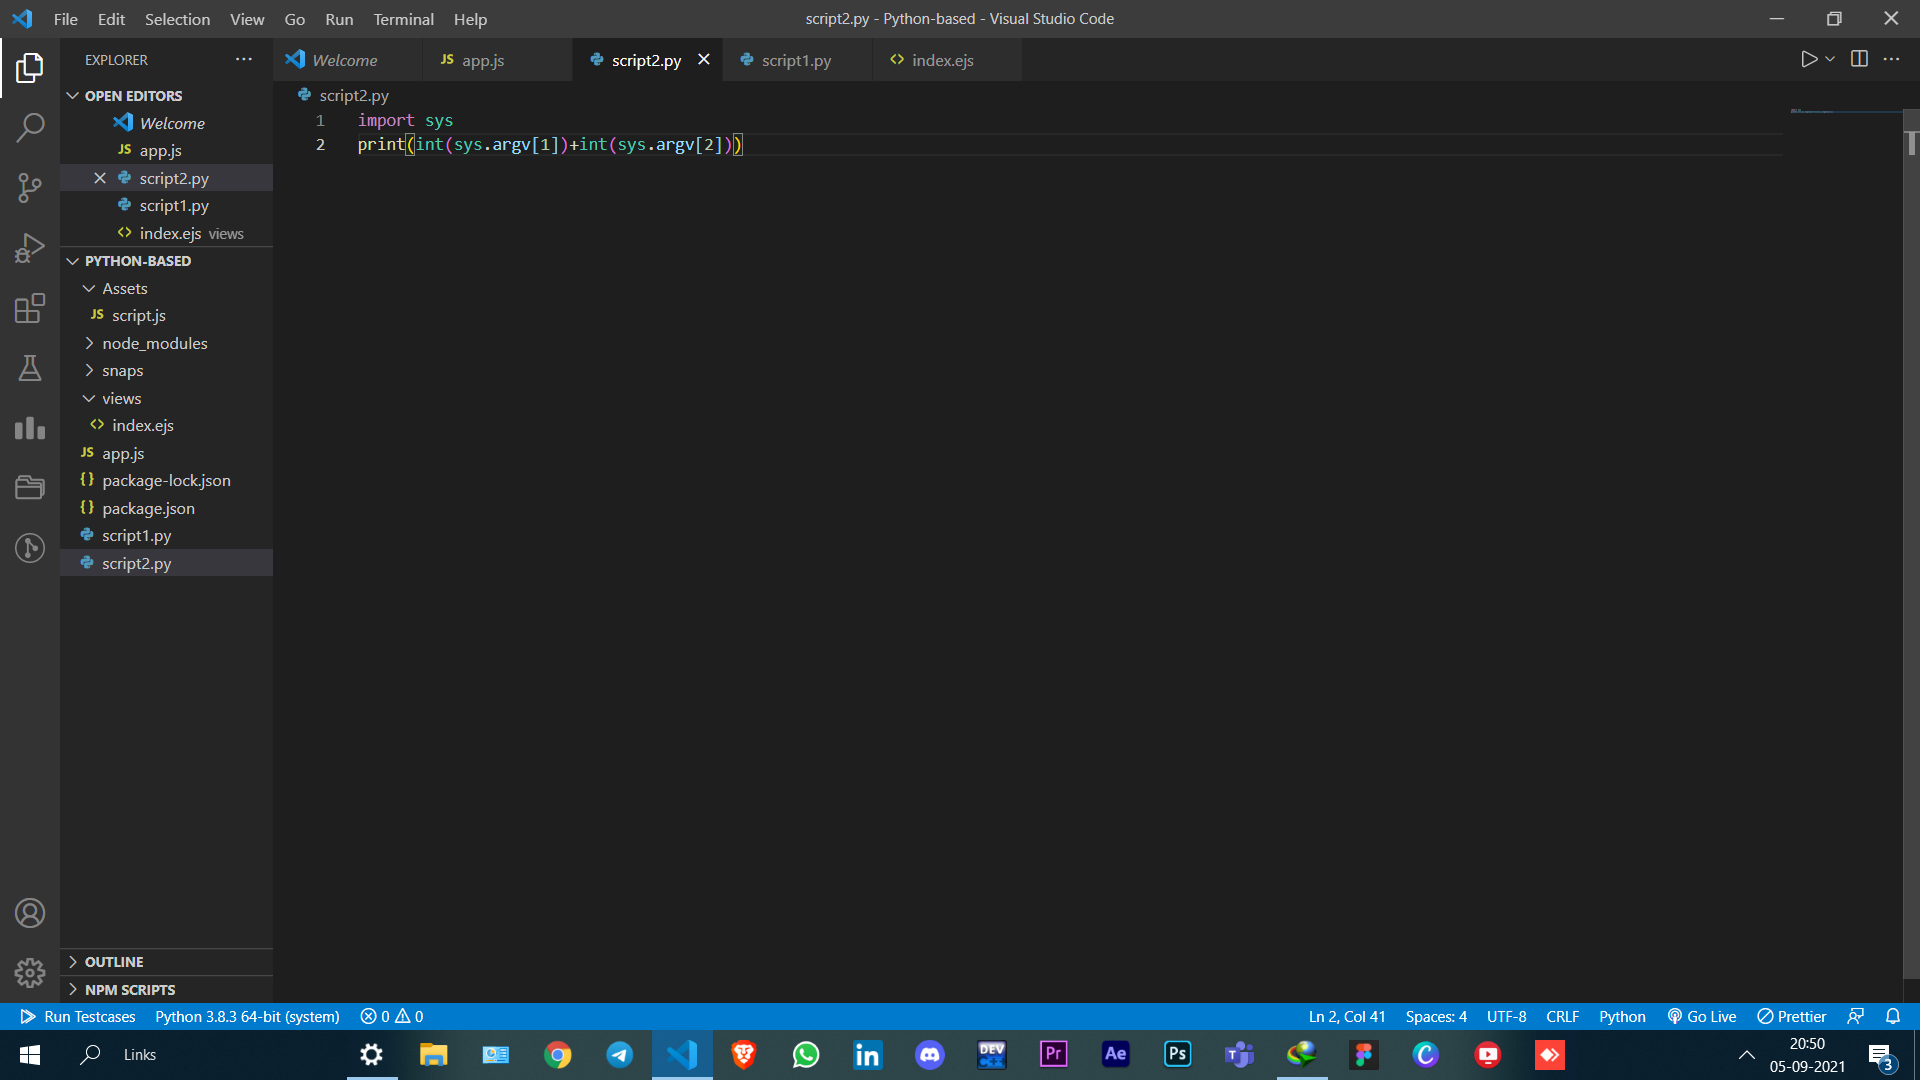 File Edit Selection View Go Run Terminal Help
script2.py - Python-based - Visual Studio Code
EXPLORER
Welcome
JS app.js
script2.py
script1.py
index.ejs
OPEN EDITORS
Welcome
JS app.js
script2.py
script1.py
index.ejs views
PYTHON-BASED
Assets
JS script.js
node_modules
snaps
views
index.ejs
JS app.js
package-lock.json
package.json
script1.py
script2.py
OUTLINE
NPM SCRIPTS
script2.py
1 import sys
2 print(int(sys.argv[1])+int(sys.argv[2]))
Run Testcases Python 3.8.3 64-bit (system) 0 0
Ln 2, Col 41 Spaces: 4 UTF-8 CRLF Python Go Live Prettier
Links
DEV C++
Pr
Ae
Ps
20:50
05-09-2021
3